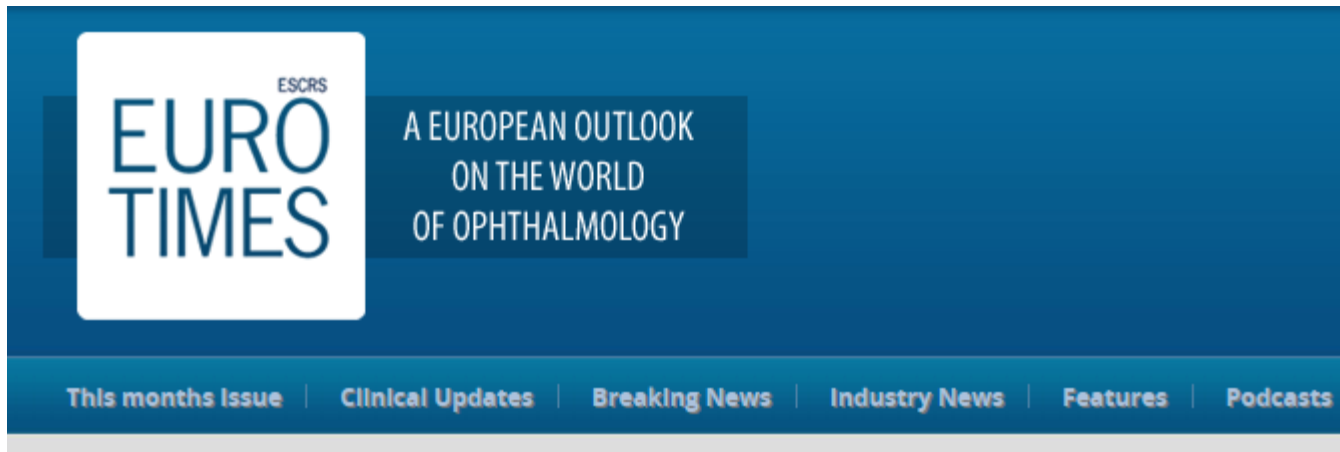 ESCRS
EURO
TIMES
A EUROPEAN OUTLOOK
ON THE WORLD
OF OPHTHALMOLOGY
This months Issue | Clinical Updates | Breaking News | Industry News | Features | Podcasts